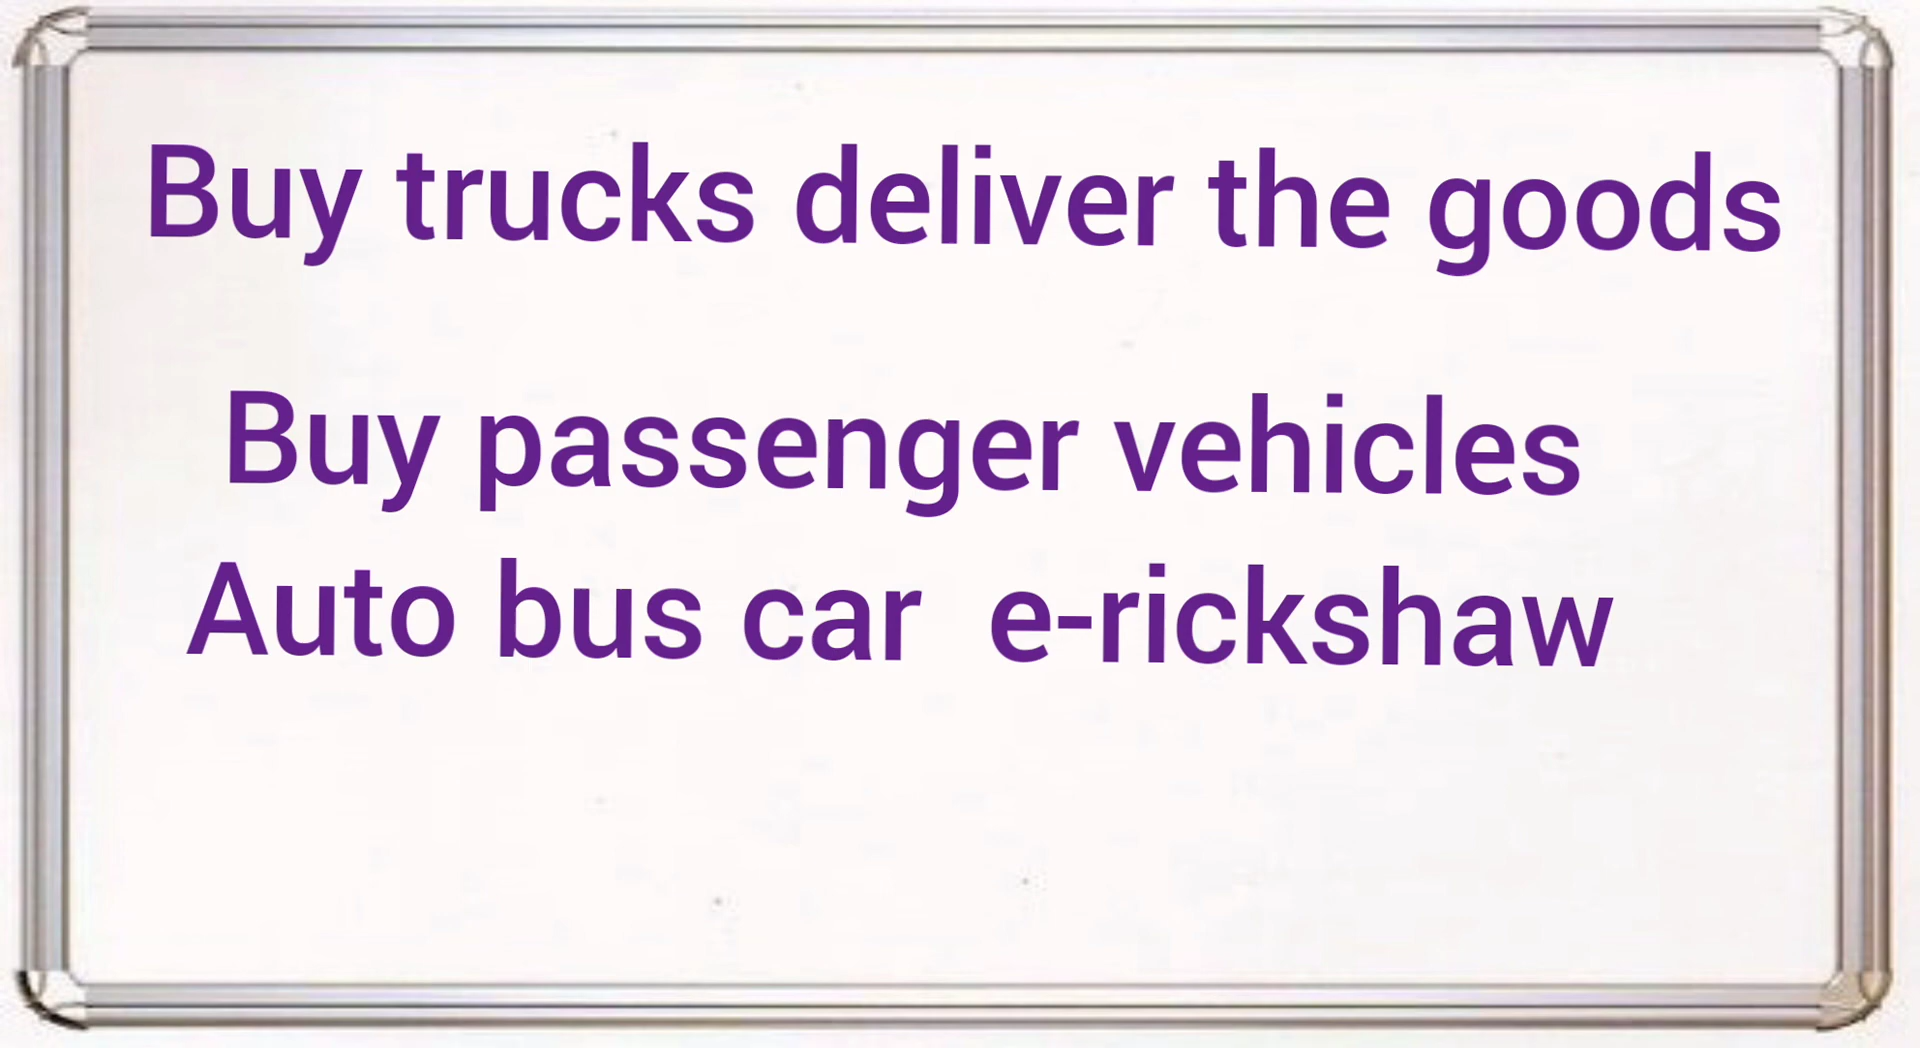 Buy trucks deliver the goods
Buy passenger vehicles
Auto bus car e-rickshaw